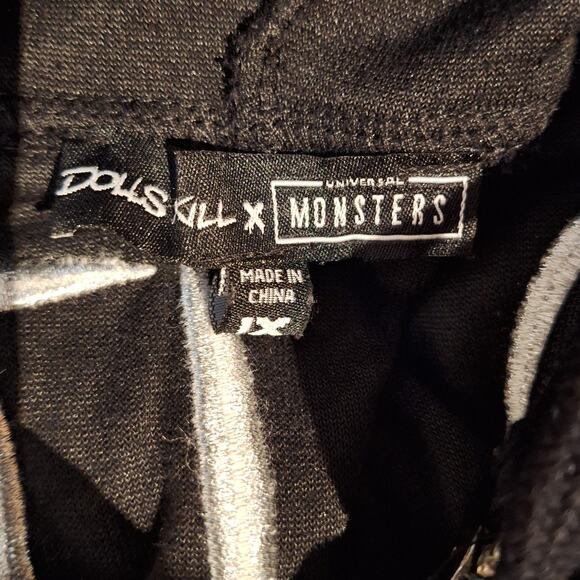 DOLLS KILL X UNIVERSAL MONSTERS
MADE IN
CHINA
1X